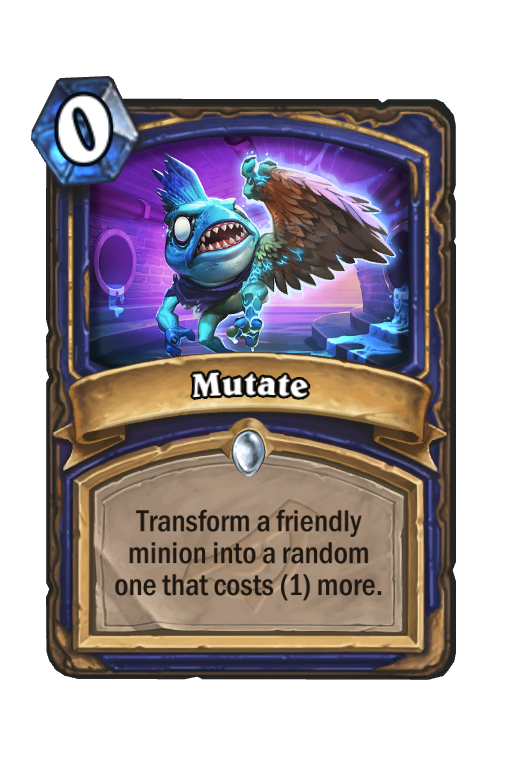 0
Mutate
Transform a friendly
minion into a random
one that costs (1) more.